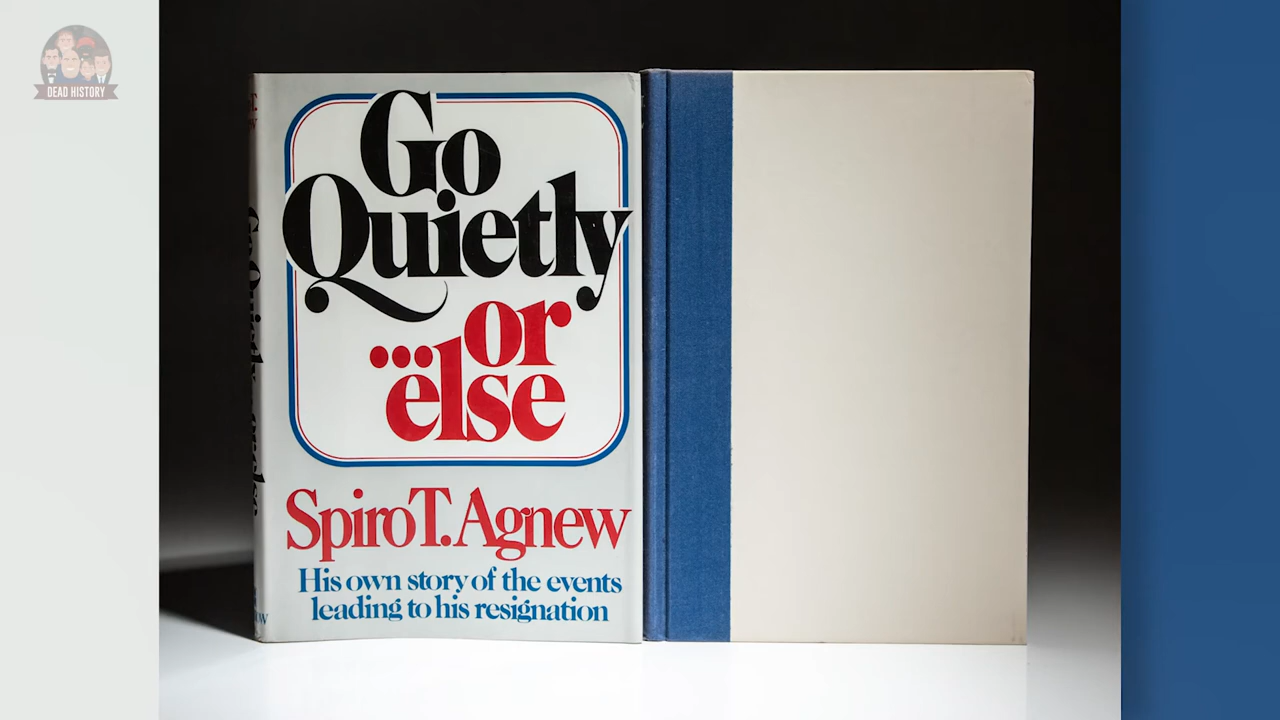 DEAD HISTORY
Go
Quietly
or
...else
Spiro T. Agnew
His own story of the events
leading to his resignation